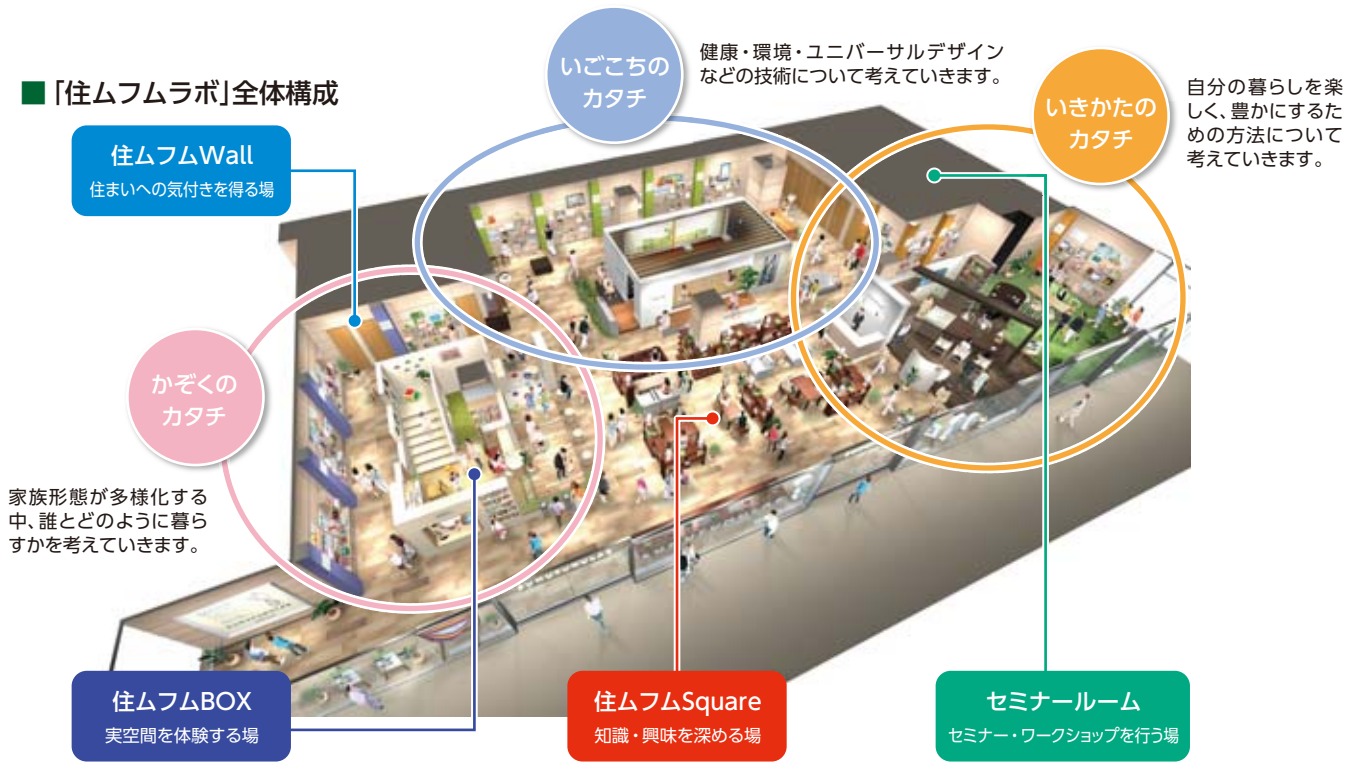 ■「住ムフムラボ」全体構成
いごこちの
カタチ
健康・環境・ユニバーサルデザイン
などの技術について考えていきます。
いきかたの
カタチ
自分の暮らしを楽
しく、豊かにするた
めの方法について
考えていきます。
住ムフムWall
住まいへの気付きを得る場
かぞくの
カタチ
家族形態が多様化する
中、誰とどのように暮ら
すかを考えていきます。
住ムフムBOX
実空間を体験する場
住ムフムSquare
知識・興味を深める場
セミナールーム
セミナー・ワークショップを行う場